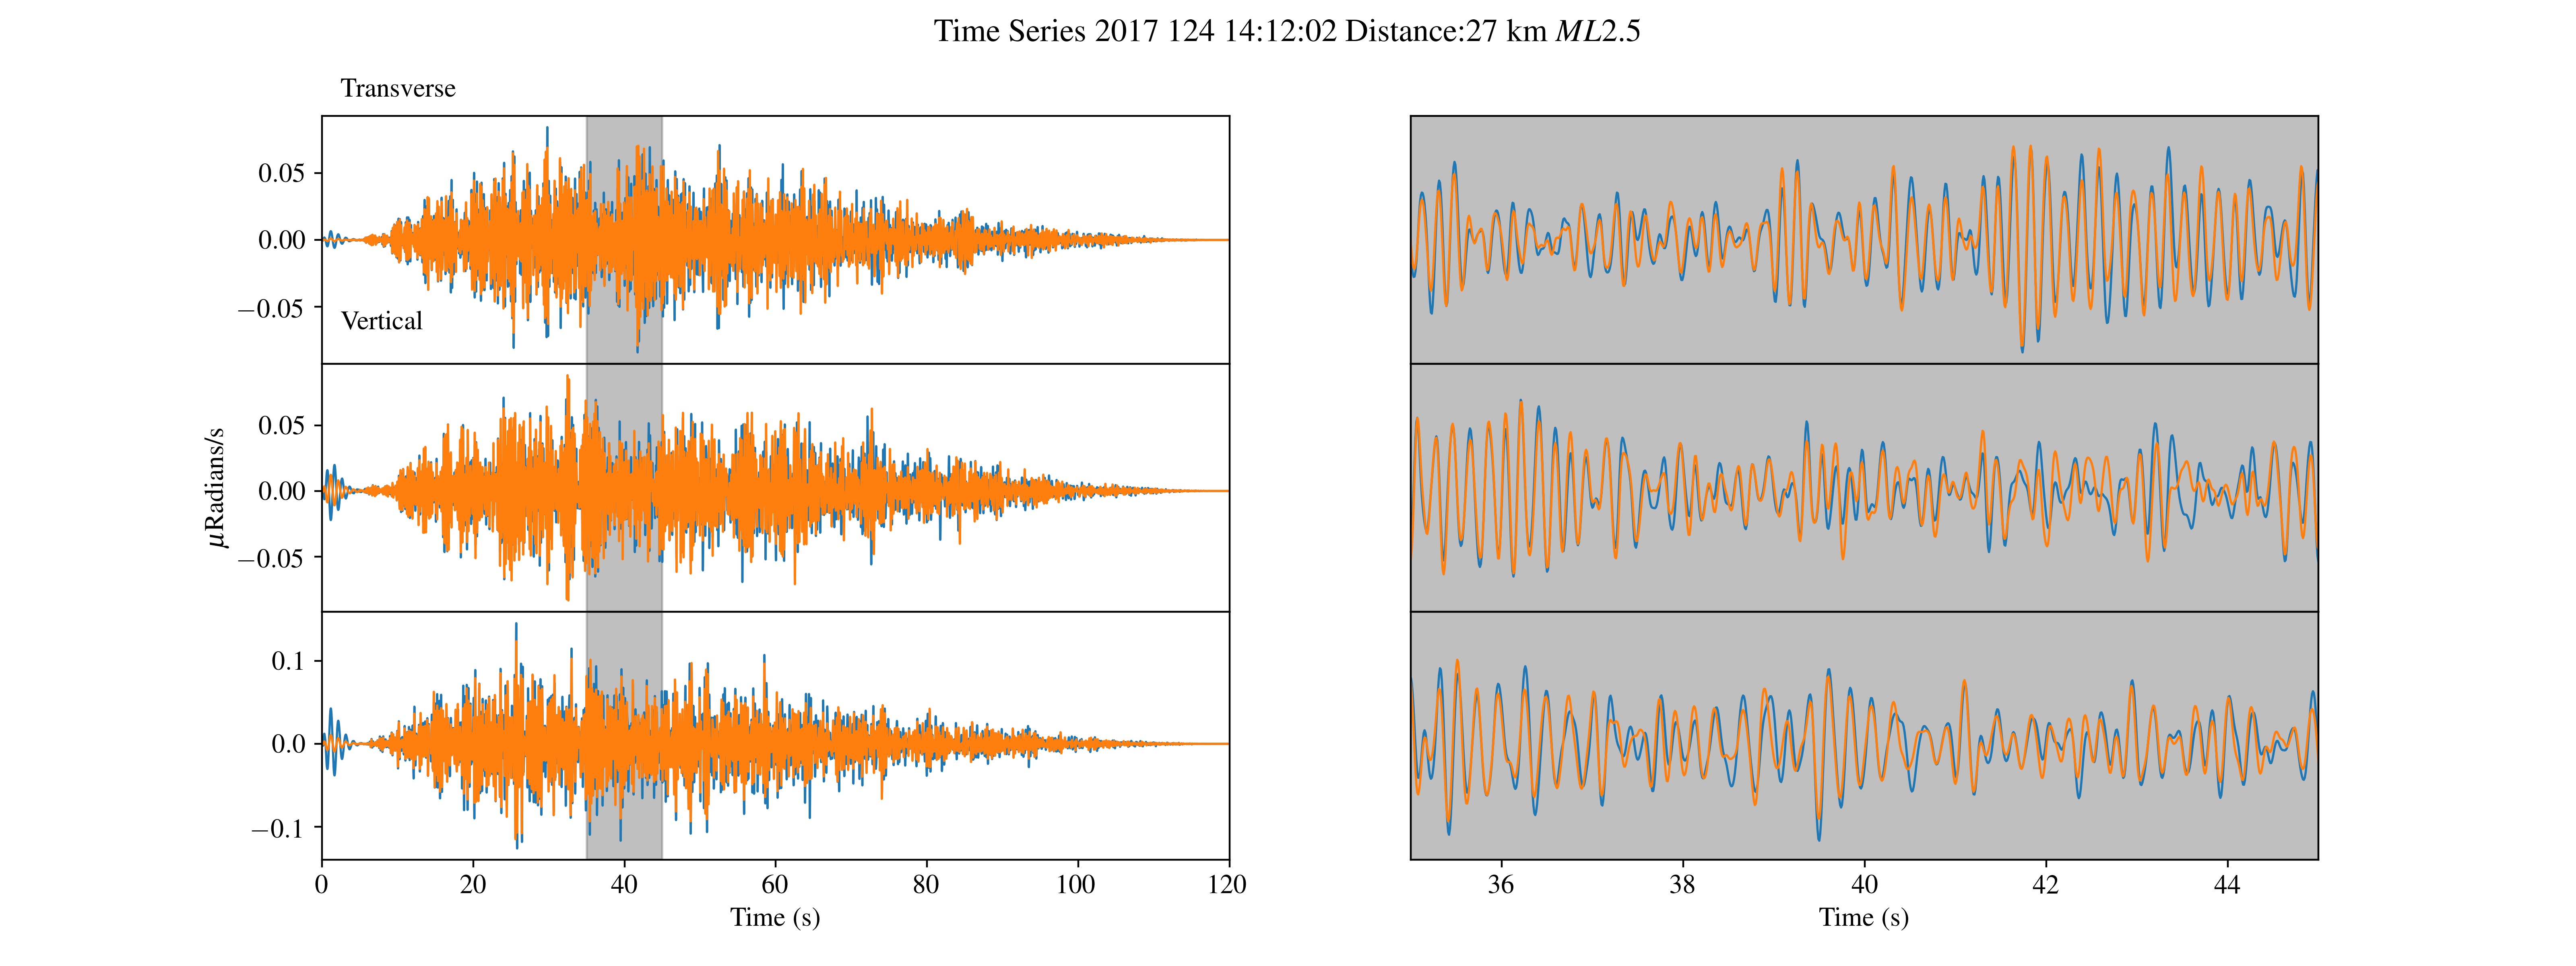 Time Series 2017 124 14:12:02 Distance:27 km ML2.5
Transverse
0.05
0.00
−0.05
Vertical
μRadians/s
0.05
0.00
−0.05
0.1
0.0
−0.1
0 20 40 60 80 100 120
Time (s)
36 38 40 42 44
Time (s)